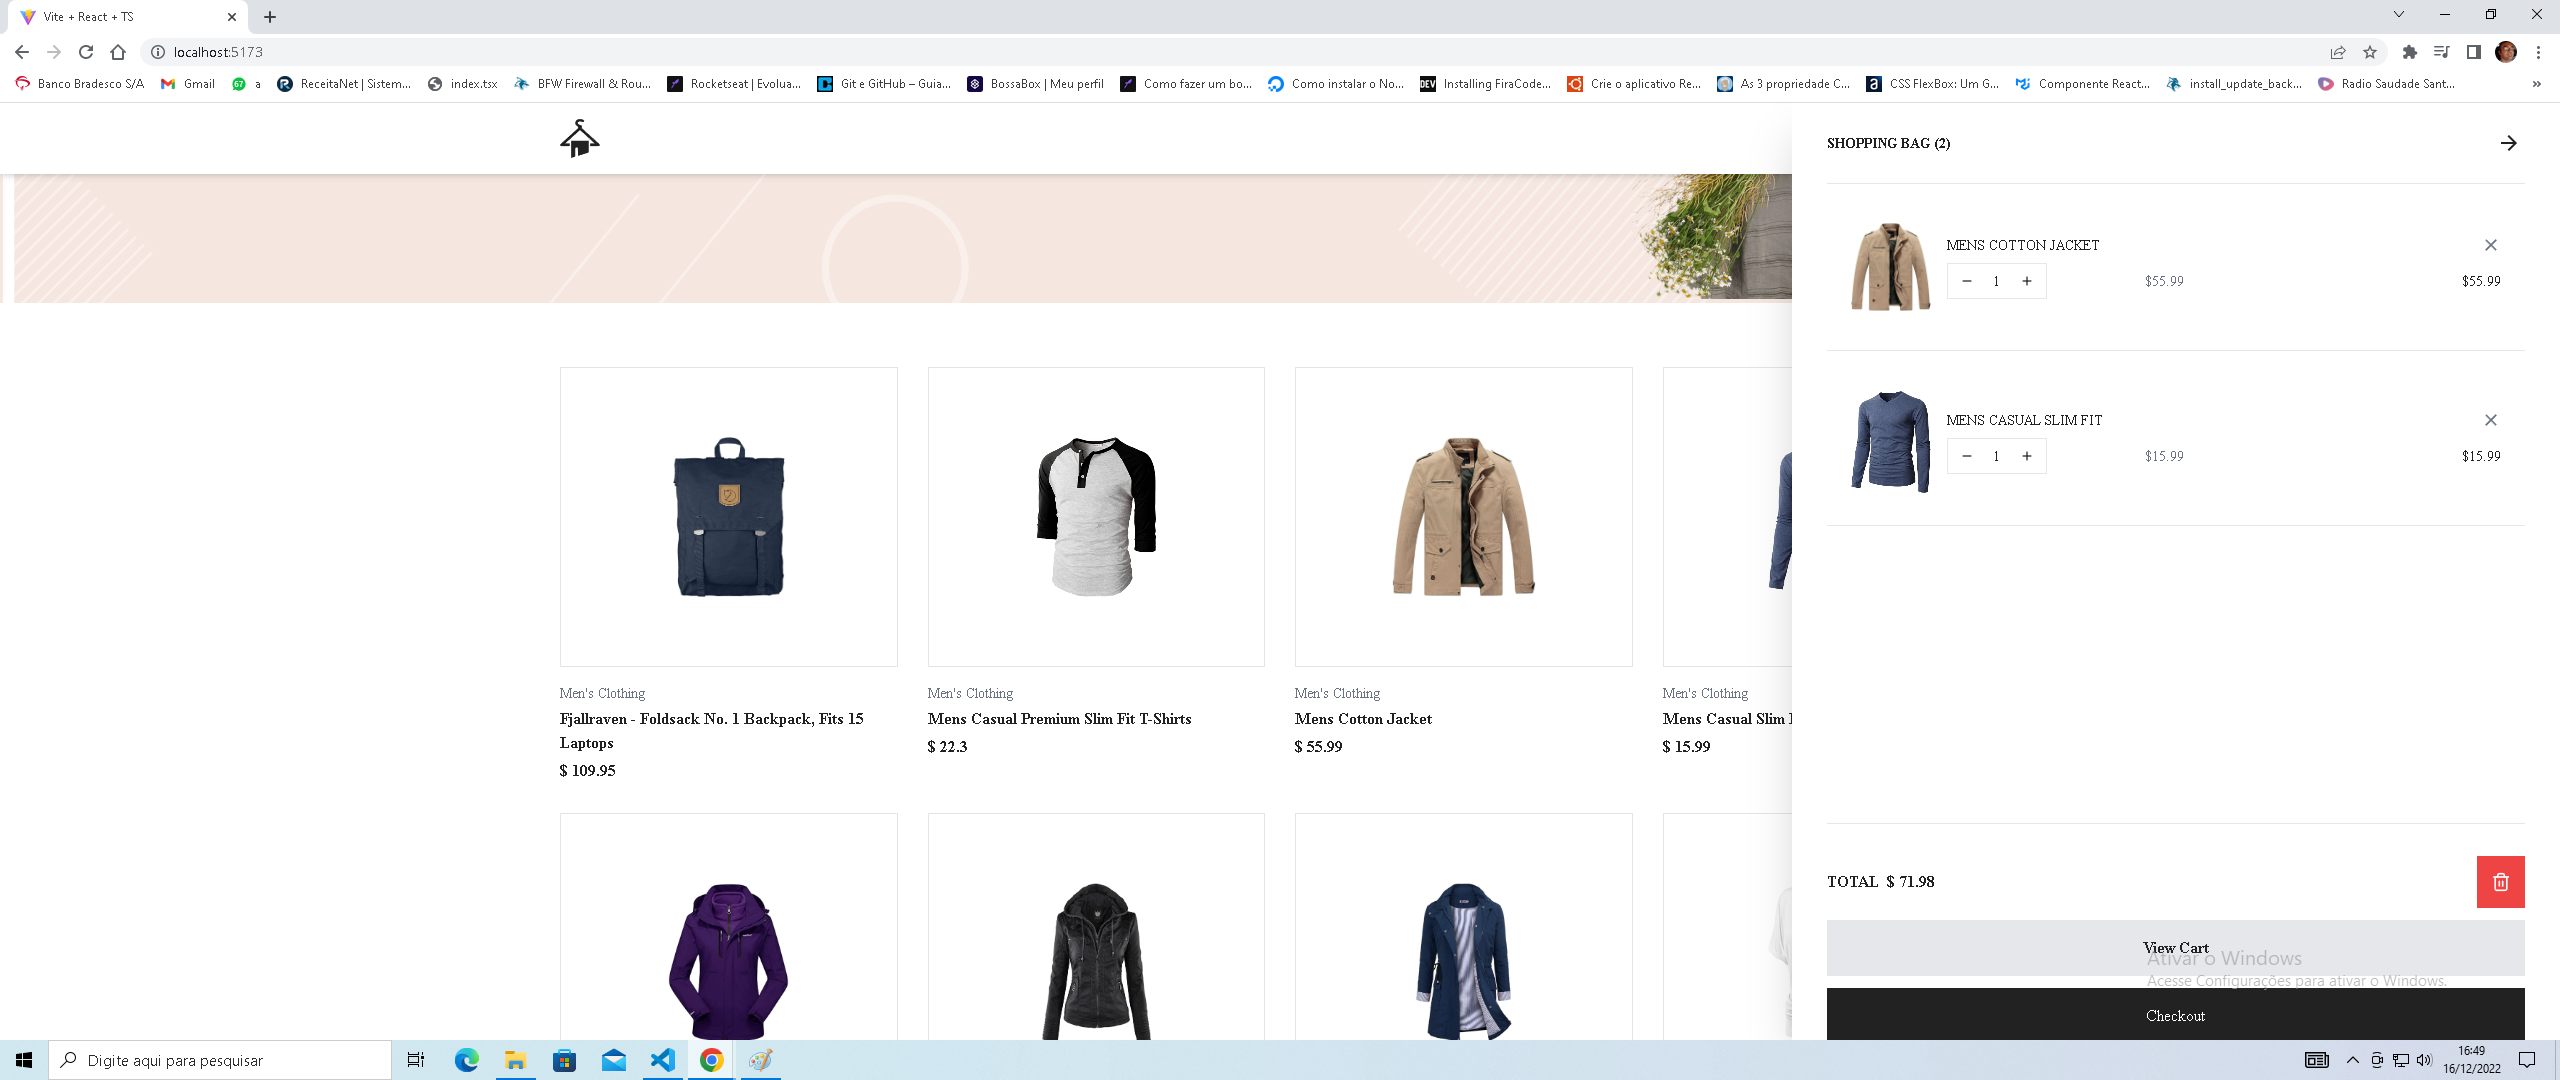 Vite + React + TS
localhost:5173
Banco Bradesco S/A
Gmail
67
a
ReceitaNet | Sistem...
index.tsx
BFW Firewall & Rou...
Rocketseat | Evolua...
Git e GitHub – Guia...
BossaBox | Meu perfil
Como fazer um bo...
Como instalar o No...
DEV
Installing FiraCode...
Crie o aplicativo Re...
As 3 propriedade C...
CSS FlexBox: Um G...
Componente React...
install_update_back...
Radio Saudade Sant...
»
SHOPPING BAG (2)
MENS COTTON JACKET
1
$55.99
$55.99
MENS CASUAL SLIM FIT
1
$15.99
$15.99
TOTAL $ 71.98
View Cart
Checkout
Men's Clothing
Fjallraven - Foldsack No. 1 Backpack, Fits 15
Laptops
$ 109.95
Men's Clothing
Mens Casual Premium Slim Fit T-Shirts
$ 22.3
Men's Clothing
Mens Cotton Jacket
$ 55.99
Men's Clothing
Mens Casual Slim
$ 15.99
Ativar o Windows
Acesse Configurações para ativar o Windows.
Digite aqui para pesquisar
16:49
16/12/2022